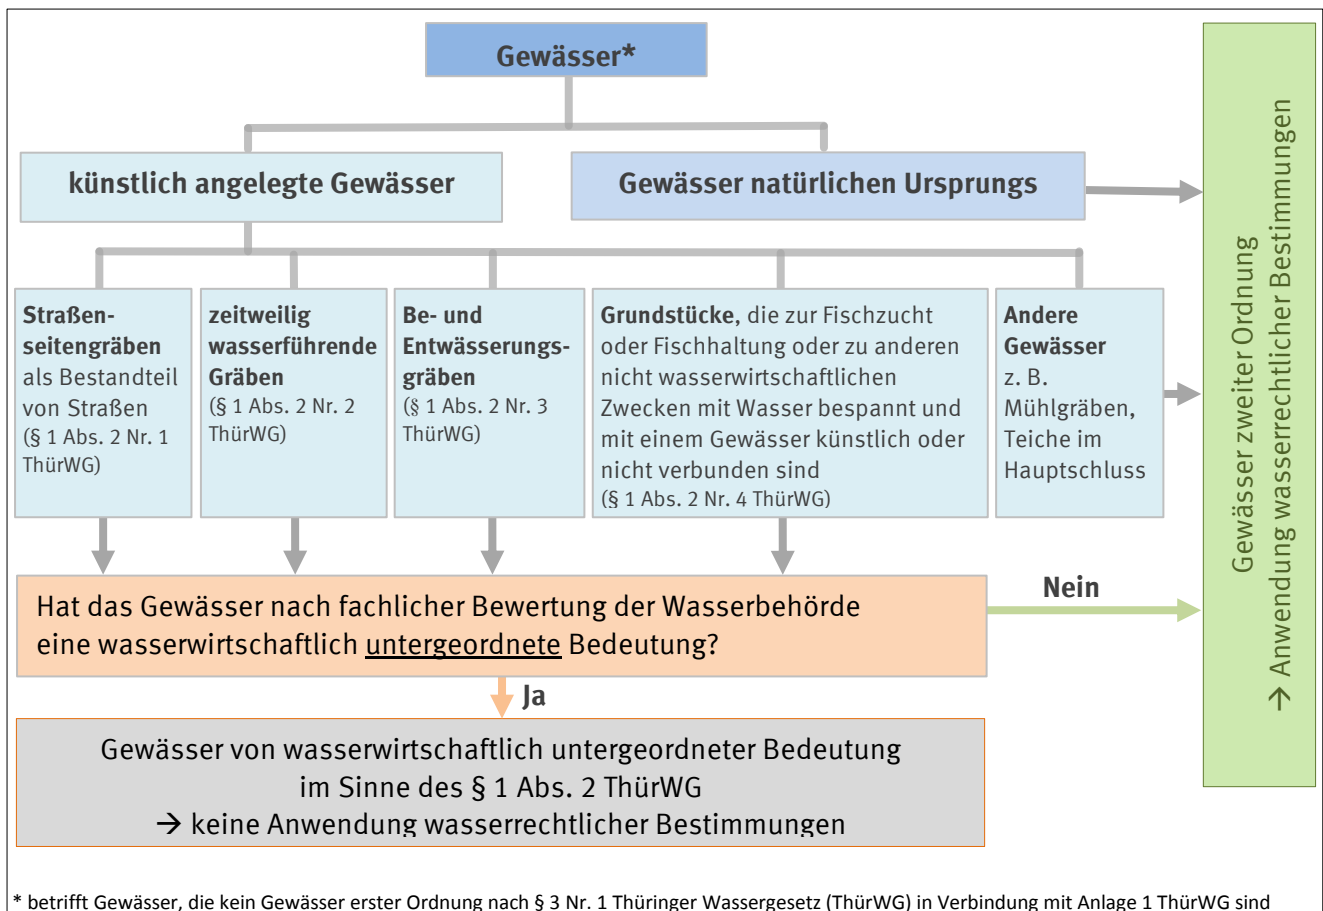 Gewässer*
künstlich angelegte Gewässer
Gewässer natürlichen Ursprungs
Straßen-
seitengräben
als Bestandteil
von Straßen
(§ 1 Abs. 2 Nr. 1
ThürWG)
zeitweilig
wasserführende
Gräben
(§ 1 Abs. 2 Nr. 2
ThürWG)
Be- und
Entwässerungs-
gräben
(§ 1 Abs. 2 Nr. 3
ThürWG)
Grundstücke, die zur Fischzucht
oder Fischhaltung oder zu anderen
nicht wasserwirtschaftlichen
Zwecken mit Wasser bespannt und
mit einem Gewässer künstlich oder
nicht verbunden sind
(§ 1 Abs. 2 Nr. 4 ThürWG)
Andere
Gewässer
z. B.
Mühlgräben,
Teiche im
Hauptschluss
Hat das Gewässer nach fachlicher Bewertung der Wasserbehörde
eine wasserwirtschaftlich untergeordnete Bedeutung?
Nein
Ja
Gewässer von wasserwirtschaftlich untergeordneter Bedeutung
im Sinne des § 1 Abs. 2 ThürWG
→ keine Anwendung wasserrechtlicher Bestimmungen
Gewässer zweiter Ordnung
→ Anwendung wasserrechtlicher Bestimmungen
* betrifft Gewässer, die kein Gewässer erster Ordnung nach § 3 Nr. 1 Thüringer Wassergesetz (ThürWG) in Verbindung mit Anlage 1 ThürWG sind